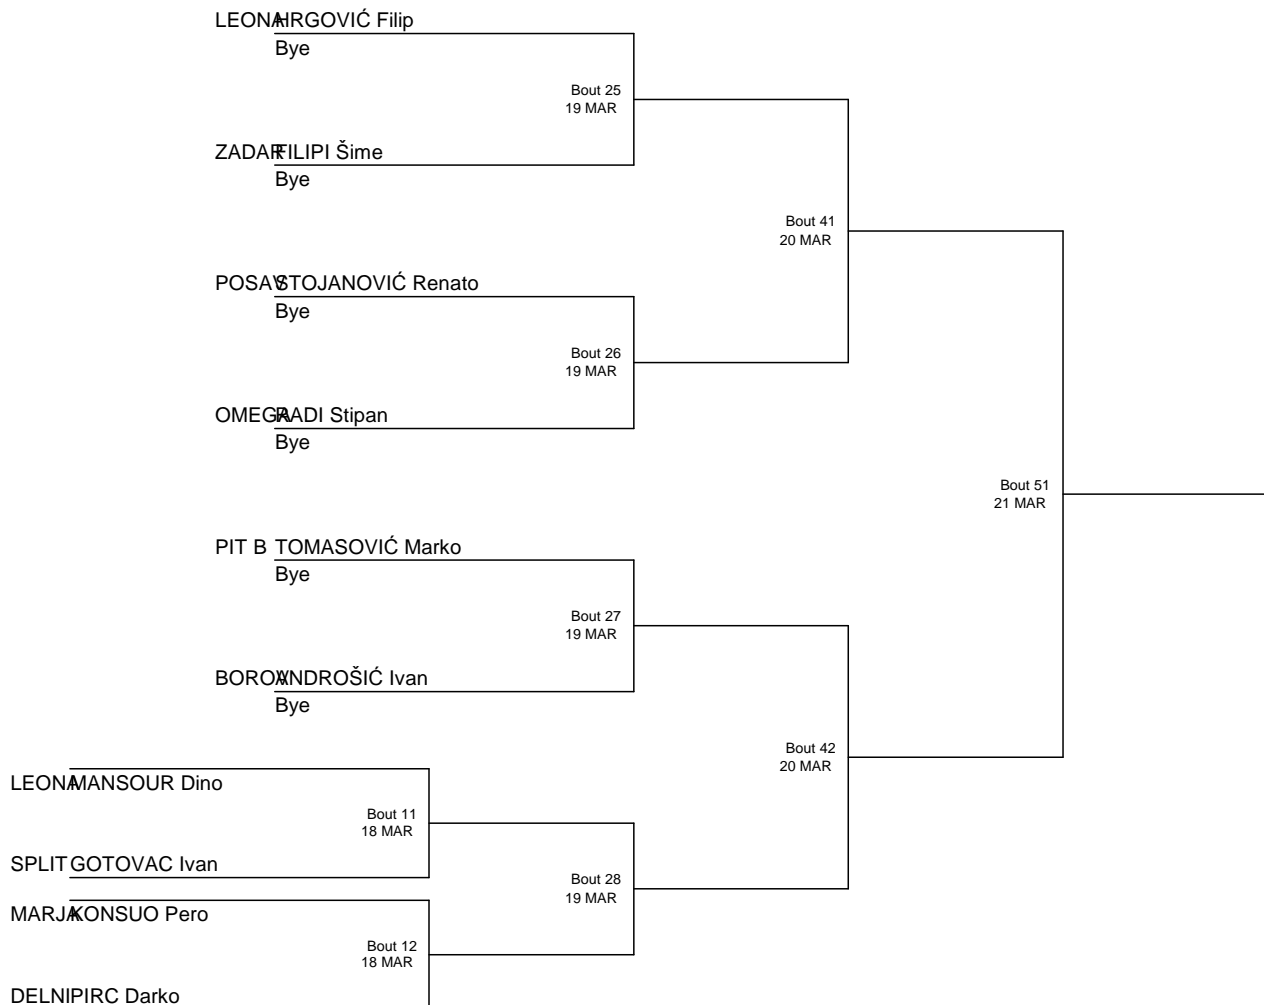 LEONA HRGOVIĆ Filip
Bye
Bout 25
19 MAR
ZADAR FILIPI Šime
Bye
Bout 41
20 MAR
POSAV STOJANOVIĆ Renato
Bye
Bout 26
19 MAR
OMEGA RADI Stipan
Bye
Bout 51
21 MAR
PIT B TOMASOVIĆ Marko
Bye
Bout 27
19 MAR
BOROV ANDROŠIĆ Ivan
Bye
Bout 42
20 MAR
LEONA MANSOUR Dino
Bout 11
18 MAR
SPLIT GOTOVAC Ivan
Bout 28
19 MAR
MARJA KONSUO Pero
Bout 12
18 MAR
DELNI PIRC Darko